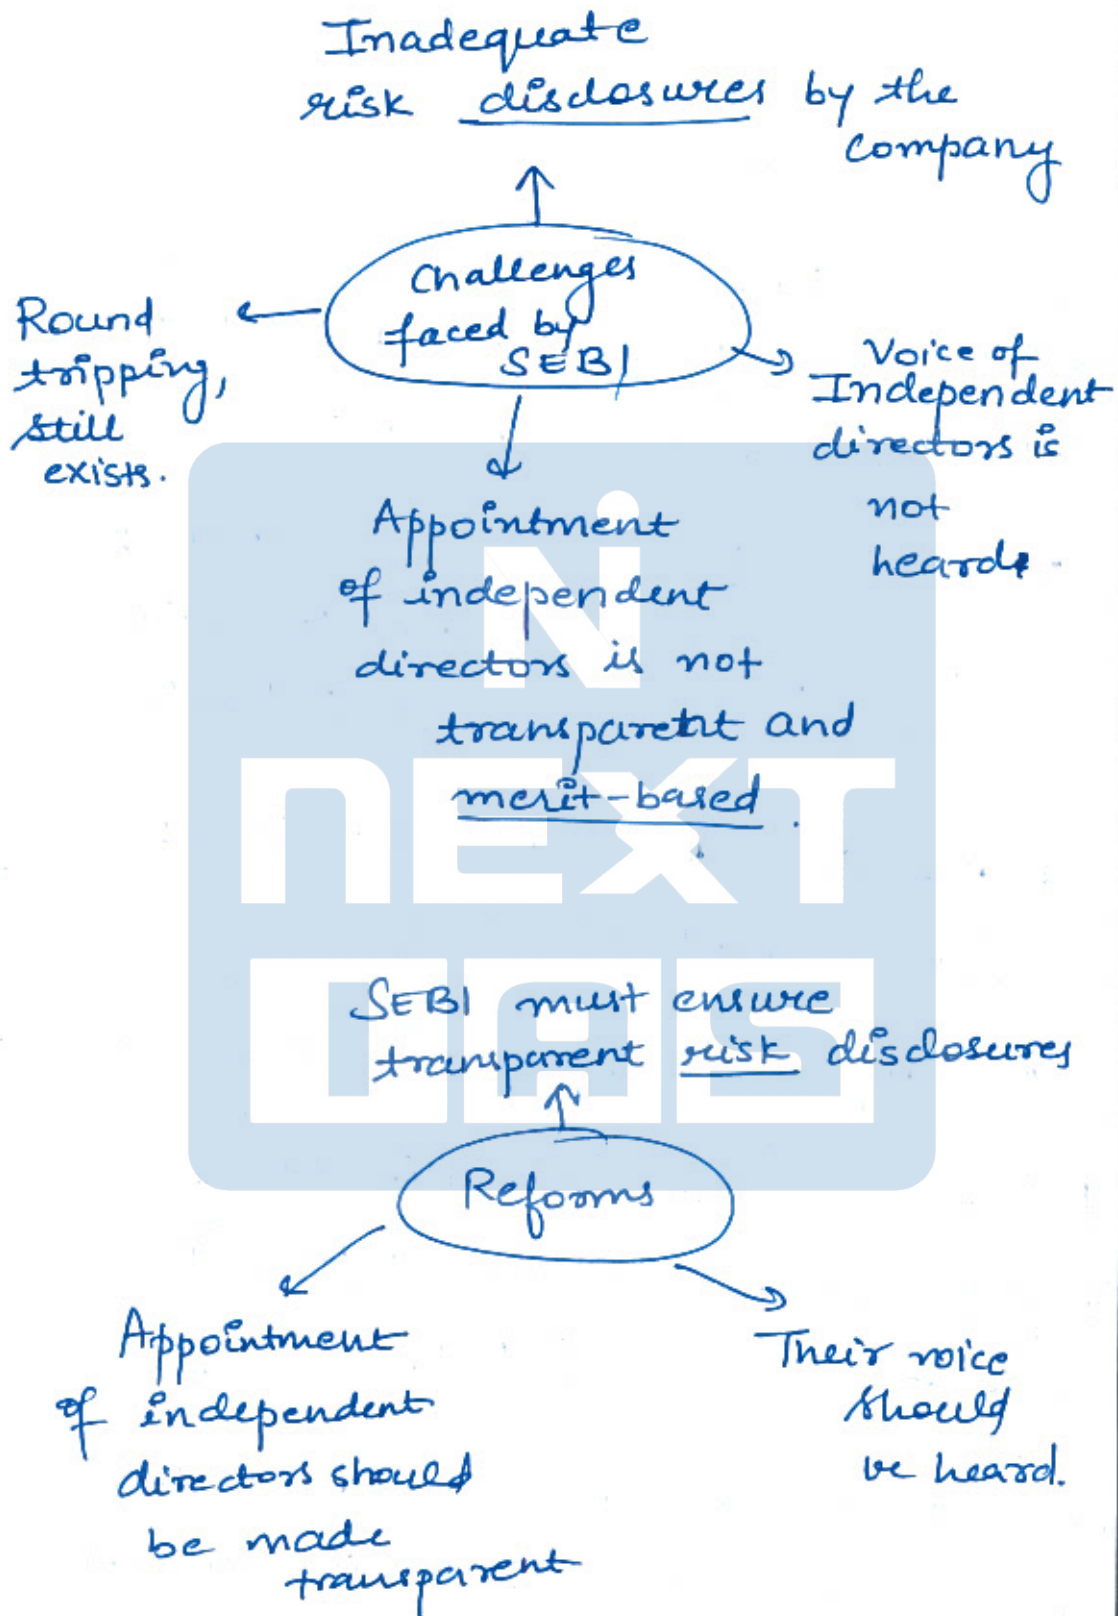 Inadequate
risk disclosures by the
company
Challenges
faced by
SEBI
Round
tripping,
still
exists.
Voice of
Independent
directors is
not
heard.
Appointment
of independent
directors is not
transparent and
merit-based.
NEXT
IAS
SEBI must ensure
transparent risk disclosures
Reforms
Appointment
of independent
directors should
be made
transparent
Their voice
should
be heard.